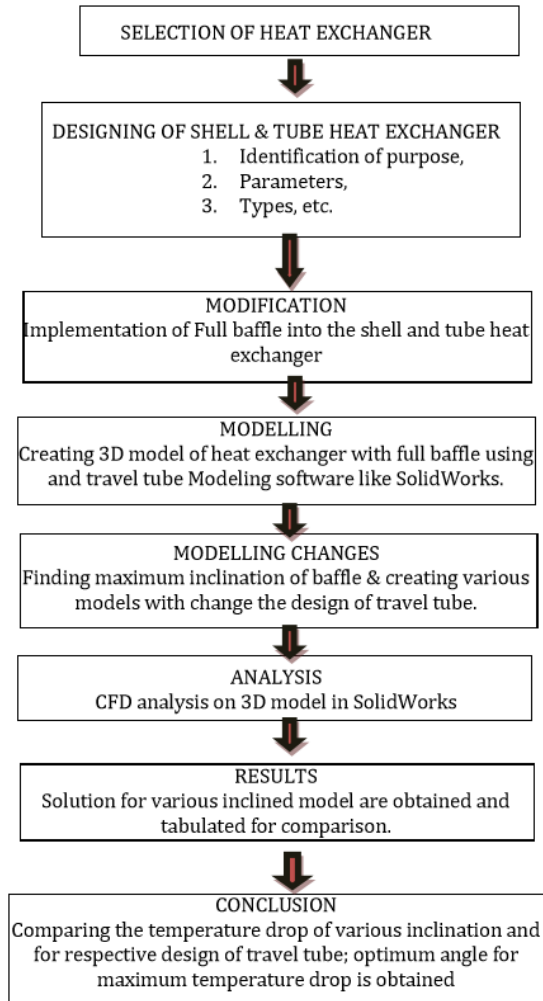 SELECTION OF HEAT EXCHANGER
DESIGNING OF SHELL & TUBE HEAT EXCHANGER
1. Identification of purpose,
2. Parameters,
3. Types, etc.
MODIFICATION
Implementation of Full baffle into the shell and tube heat
exchanger
MODELLING
Creating 3D model of heat exchanger with full baffle using
and travel tube Modeling software like SolidWorks.
MODELLING CHANGES
Finding maximum inclination of baffle & creating various
models with change the design of travel tube.
ANALYSIS
CFD analysis on 3D model in SolidWorks
RESULTS
Solution for various inclined model are obtained and
tabulated for comparison.
CONCLUSION
Comparing the temperature drop of various inclination and
for respective design of travel tube; optimum angle for
maximum temperature drop is obtained